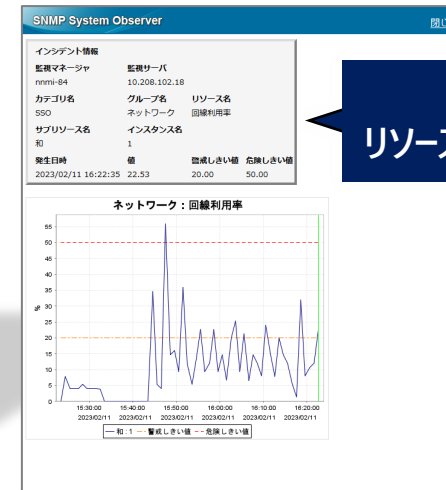 SNMP System Observer
閉じ
インシデント情報
監視マネージャ 監視サーバ
nnmi-84 10.208.102.18
カテゴリ名 グループ名 リソース名
SSO ネットワーク 回線利用率
サブリソース名 インスタンス名
和 1
発生日時 値 警戒しきい値 危険しきい値
2023/02/11 16:22:35 22.53 20.00 50.00
リソース
ネットワーク：回線利用率
55
50
45
40
35
30
25
20
15
10
5
0
%
15:30:00 15:40:00 15:50:00 16:00:00 16:10:00 16:20:00
2023/02/11 2023/02/11 2023/02/11 2023/02/11 2023/02/11 2023/02/11
和：1 警戒しきい値 危険しきい値